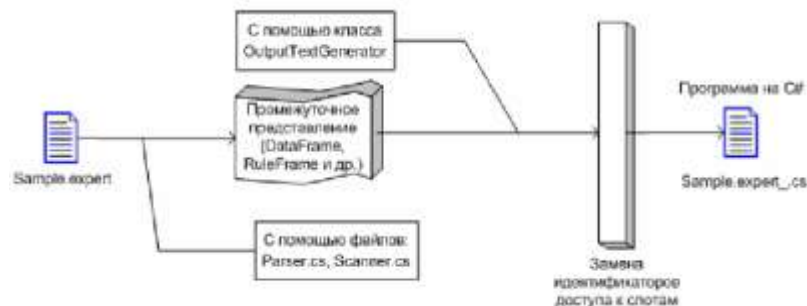 С помощью класса
OutputTextGenerator
Промежуточное
представление
(DataFrame,
RuleFrame и др.)
Sample.expert
С помощью файлов:
Parser.cs, Scanner.cs
Замена
идентификаторов
доступа к слотам
Программа на C#
Sample.expert_.cs